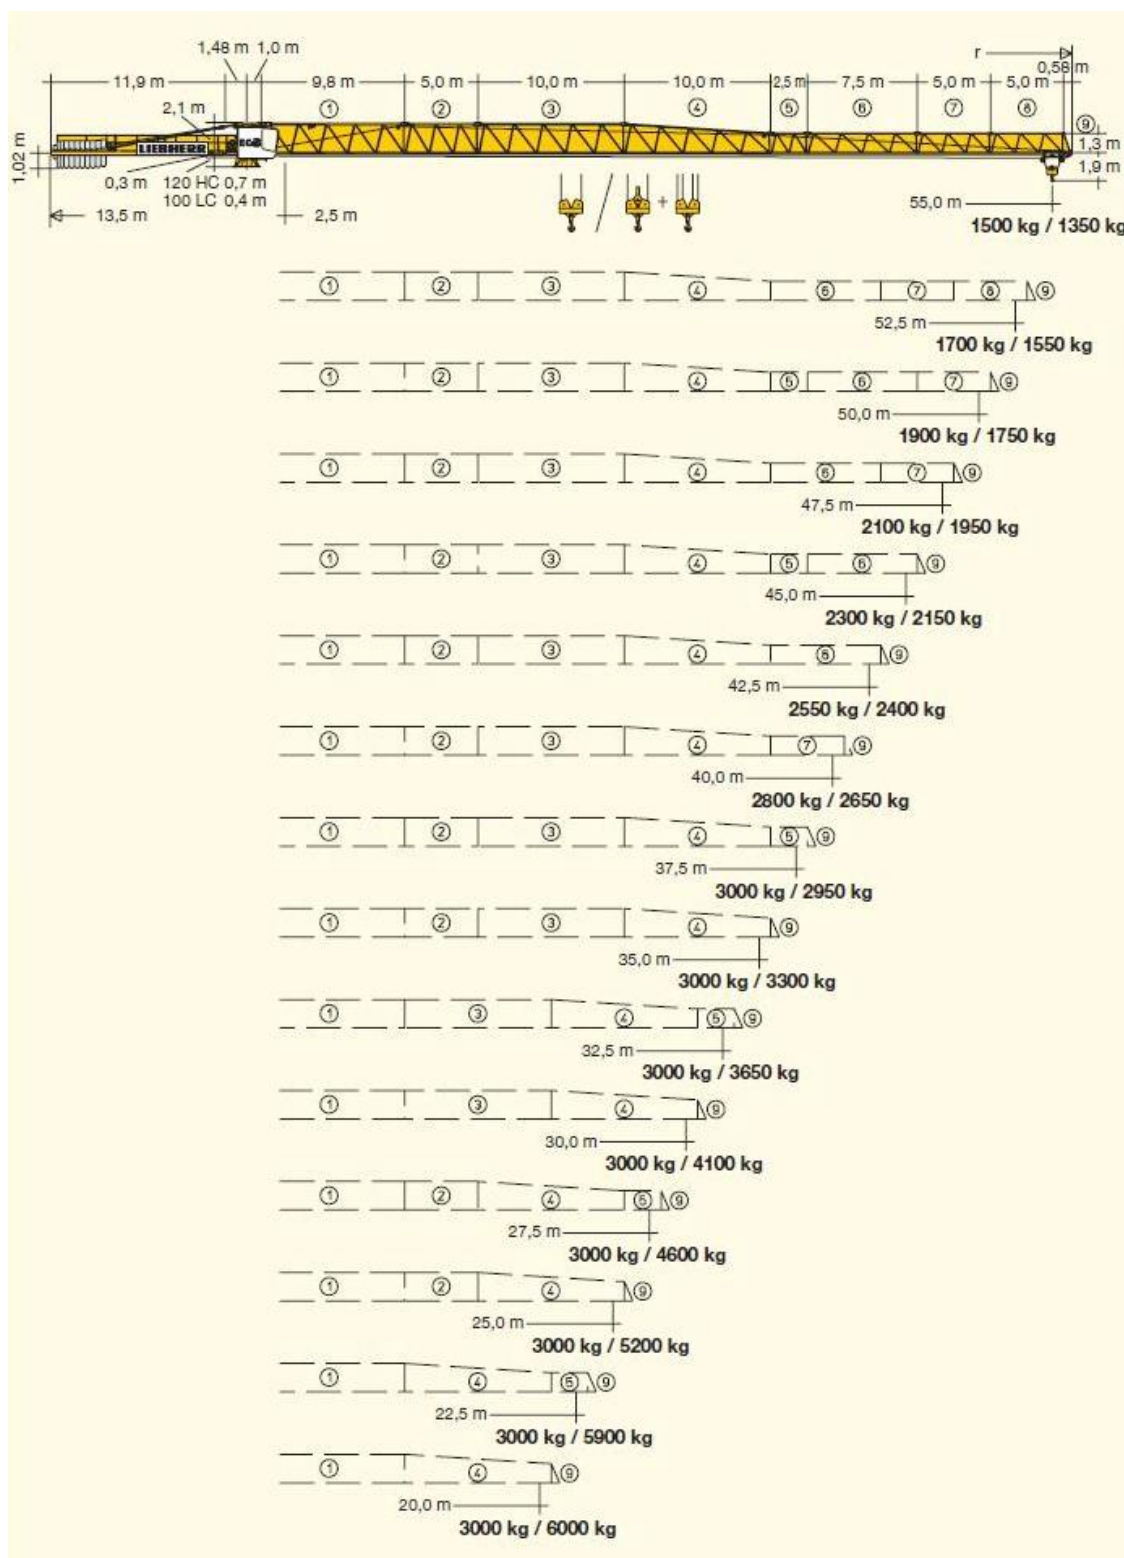 1,48 m 1,0 m
r
0,58 m
11,9 m 9,8 m 5,0 m 10,0 m 10,0 m 2,5 m 7,5 m 5,0 m 5,0 m
2,1 m ① ② ③ ④ ⑤ ⑥ ⑦ ⑧
⑨
LIEBHERR
1,02 m
1,3 m
1,9 m
0,3 m 120 HC 0,7 m
100 LC 0,4 m
13,5 m 2,5 m
/ +
55,0 m
1500 kg / 1350 kg
① ② ③ ④ ⑥ ⑦ ⑧ ⑨
52,5 m
1700 kg / 1550 kg
① ② ③ ④ ⑤ ⑥ ⑦ ⑨
50,0 m
1900 kg / 1750 kg
① ② ③ ④ ⑥ ⑦ ⑨
47,5 m
2100 kg / 1950 kg
① ② ③ ④ ⑤ ⑥ ⑨
45,0 m
2300 kg / 2150 kg
① ② ③ ④ ⑥ ⑨
42,5 m
2550 kg / 2400 kg
① ② ③ ④ ⑦ ⑨
40,0 m
2800 kg / 2650 kg
① ② ③ ④ ⑤ ⑨
37,5 m
3000 kg / 2950 kg
① ② ③ ④ ⑨
35,0 m
3000 kg / 3300 kg
① ③ ④ ⑤ ⑨
32,5 m
3000 kg / 3650 kg
① ③ ④ ⑨
30,0 m
3000 kg / 4100 kg
① ② ④ ⑤ ⑨
27,5 m
3000 kg / 4600 kg
① ② ④ ⑨
25,0 m
3000 kg / 5200 kg
① ④ ⑤ ⑨
22,5 m
3000 kg / 5900 kg
① ④ ⑨
20,0 m
3000 kg / 6000 kg